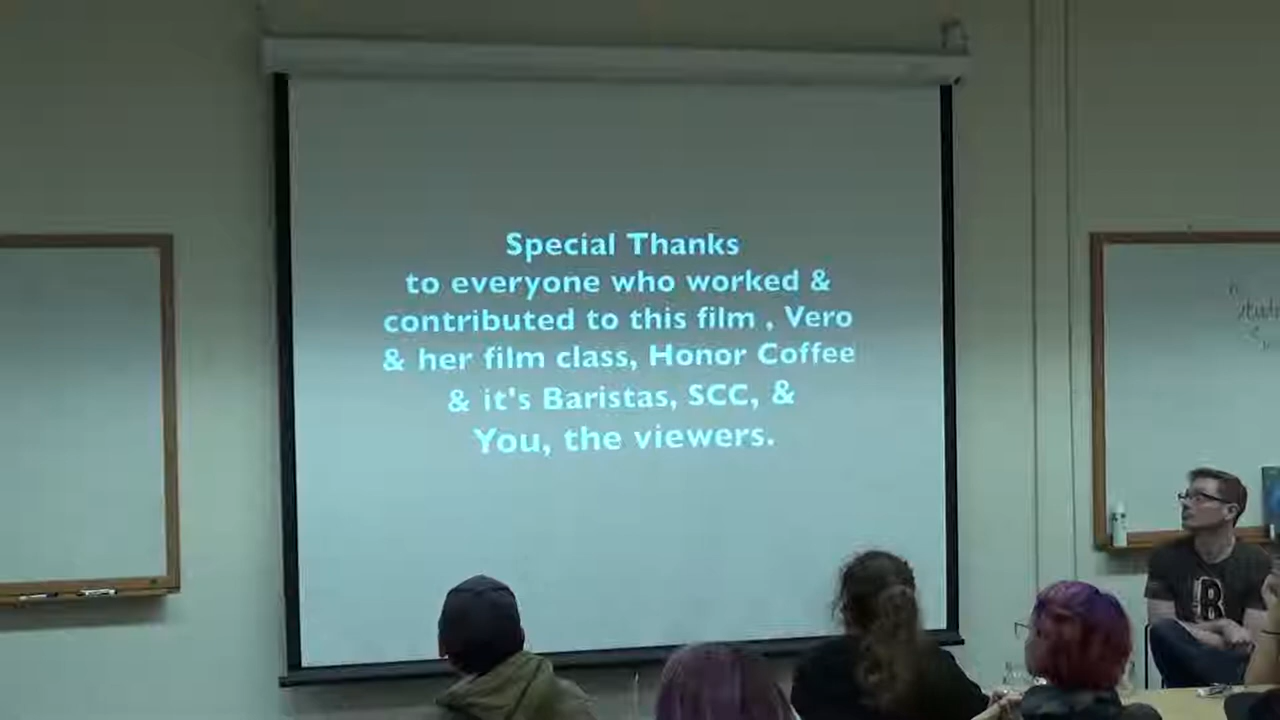 Special Thanks
to everyone who worked &
contributed to this film , Vero
& her film class, Honor Coffee
& it's Baristas, SCC, &
You, the viewers.
B